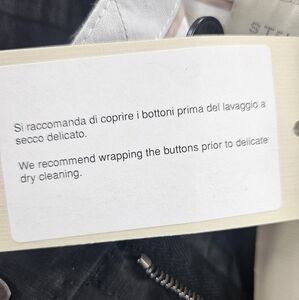 Si raccomanda di coprire i bottoni prima del lavaggio a
secco delicato.
We recommend wrapping the buttons prior to delicate
dry cleaning.